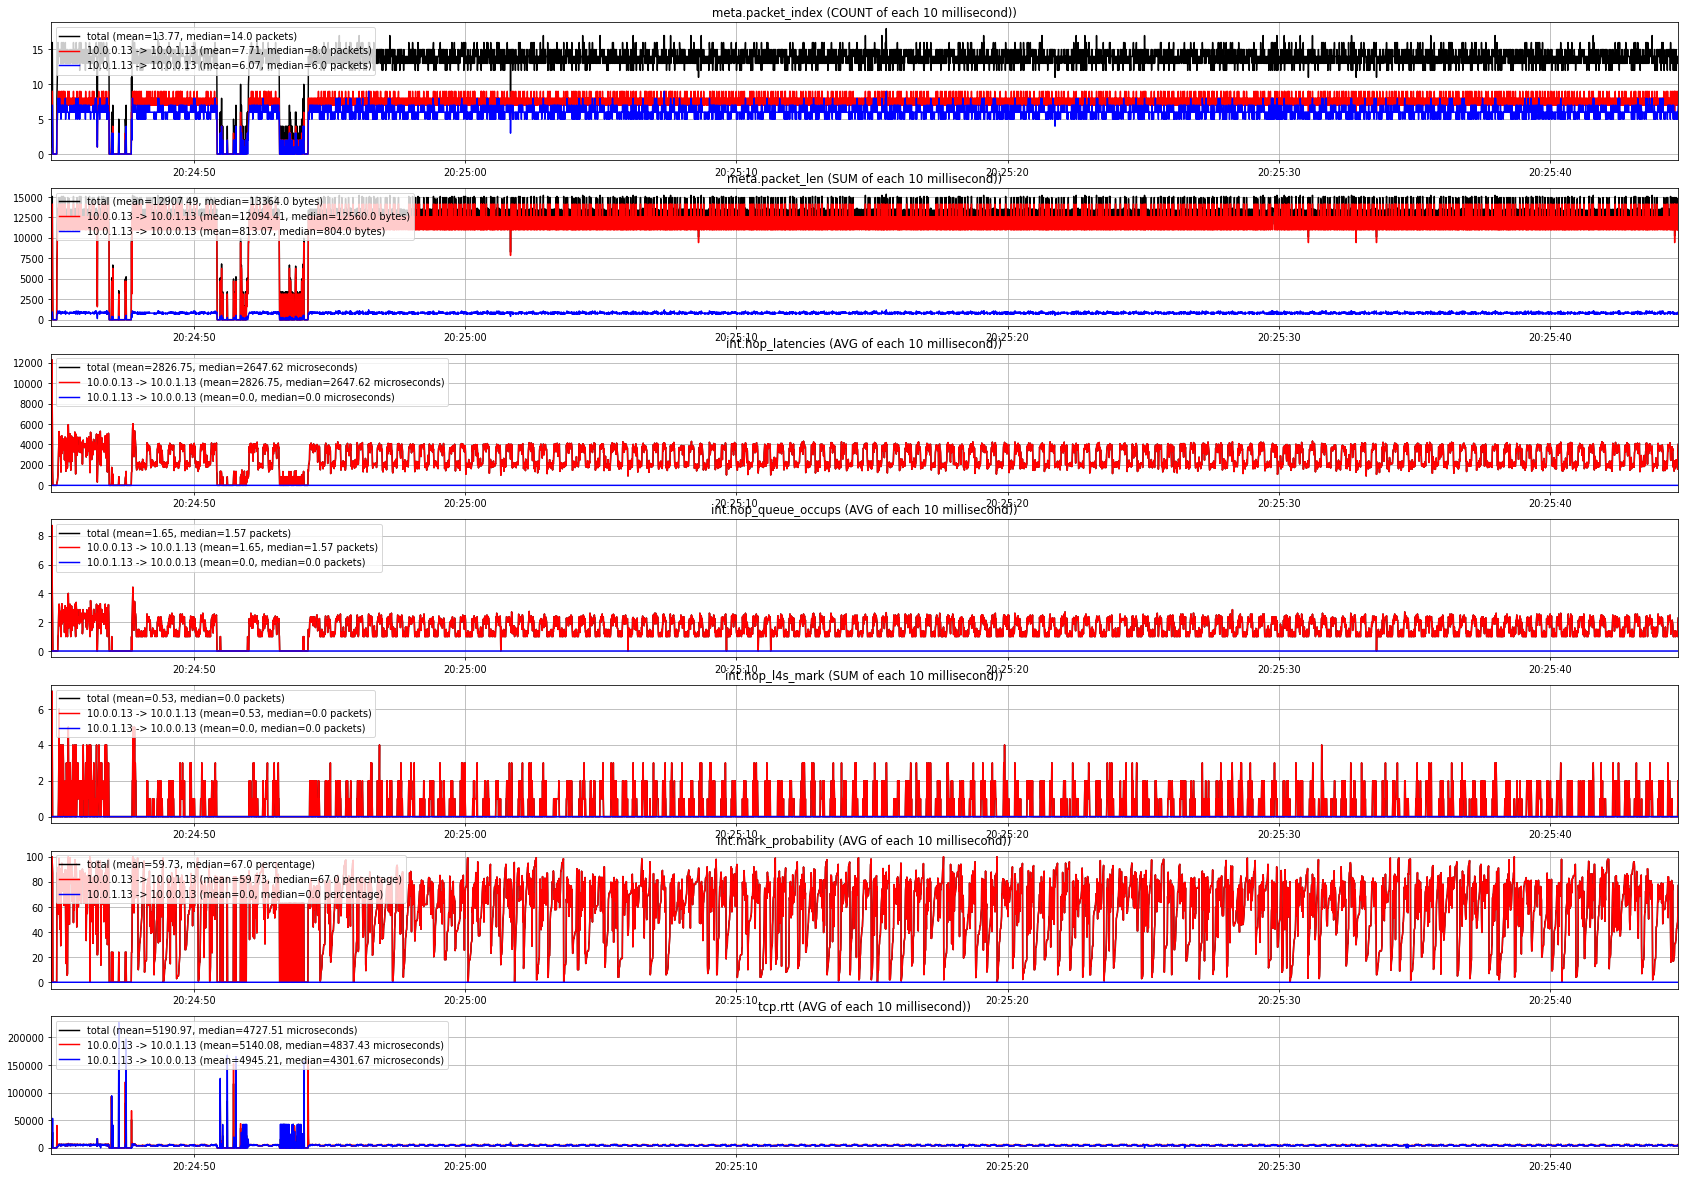 meta.packet_index (COUNT of each 10 millisecond))
total (mean=13.77, median=14.0 packets)
10.0.0.13 -> 10.0.1.13 (mean=7.71, median=8.0 packets)
10.0.1.13 -> 10.0.0.13 (mean=6.07, median=6.0 packets)
15
10
5
0
20:24:50 20:25:00 20:25:10 20:25:20 20:25:30 20:25:40
meta.packet_len (SUM of each 10 millisecond))
total (mean=12907.49, median=13364.0 bytes)
10.0.0.13 -> 10.0.1.13 (mean=12094.41, median=12560.0 bytes)
10.0.1.13 -> 10.0.0.13 (mean=813.07, median=804.0 bytes)
15000
12500
10000
7500
5000
2500
0
20:24:50 20:25:00 20:25:10 20:25:20 20:25:30 20:25:40
int.hop_latencies (AVG of each 10 millisecond))
total (mean=2826.75, median=2647.62 microseconds)
10.0.0.13 -> 10.0.1.13 (mean=2826.75, median=2647.62 microseconds)
10.0.1.13 -> 10.0.0.13 (mean=0.0, median=0.0 microseconds)
12000
10000
8000
6000
4000
2000
0
20:24:50 20:25:00 20:25:10 20:25:20 20:25:30 20:25:40
int.hop_queue_occups (AVG of each 10 millisecond))
total (mean=1.65, median=1.57 packets)
10.0.0.13 -> 10.0.1.13 (mean=1.65, median=1.57 packets)
10.0.1.13 -> 10.0.0.13 (mean=0.0, median=0.0 packets)
8
6
4
2
0
20:24:50 20:25:00 20:25:10 20:25:20 20:25:30 20:25:40
int.hop_l4s_mark (SUM of each 10 millisecond))
total (mean=0.53, median=0.0 packets)
10.0.0.13 -> 10.0.1.13 (mean=0.53, median=0.0 packets)
10.0.1.13 -> 10.0.0.13 (mean=0.0, median=0.0 packets)
6
4
2
0
20:24:50 20:25:00 20:25:10 20:25:20 20:25:30 20:25:40
int.mark_probability (AVG of each 10 millisecond))
total (mean=59.73, median=67.0 percentage)
10.0.0.13 -> 10.0.1.13 (mean=59.73, median=67.0 percentage)
10.0.1.13 -> 10.0.0.13 (mean=0.0, median=0.0 percentage)
100
80
60
40
20
0
20:24:50 20:25:00 20:25:10 20:25:20 20:25:30 20:25:40
tcp.rtt (AVG of each 10 millisecond))
total (mean=5190.97, median=4727.51 microseconds)
10.0.0.13 -> 10.0.1.13 (mean=5140.08, median=4837.43 microseconds)
10.0.1.13 -> 10.0.0.13 (mean=4945.21, median=4301.67 microseconds)
200000
150000
100000
50000
0
20:24:50 20:25:00 20:25:10 20:25:20 20:25:30 20:25:40